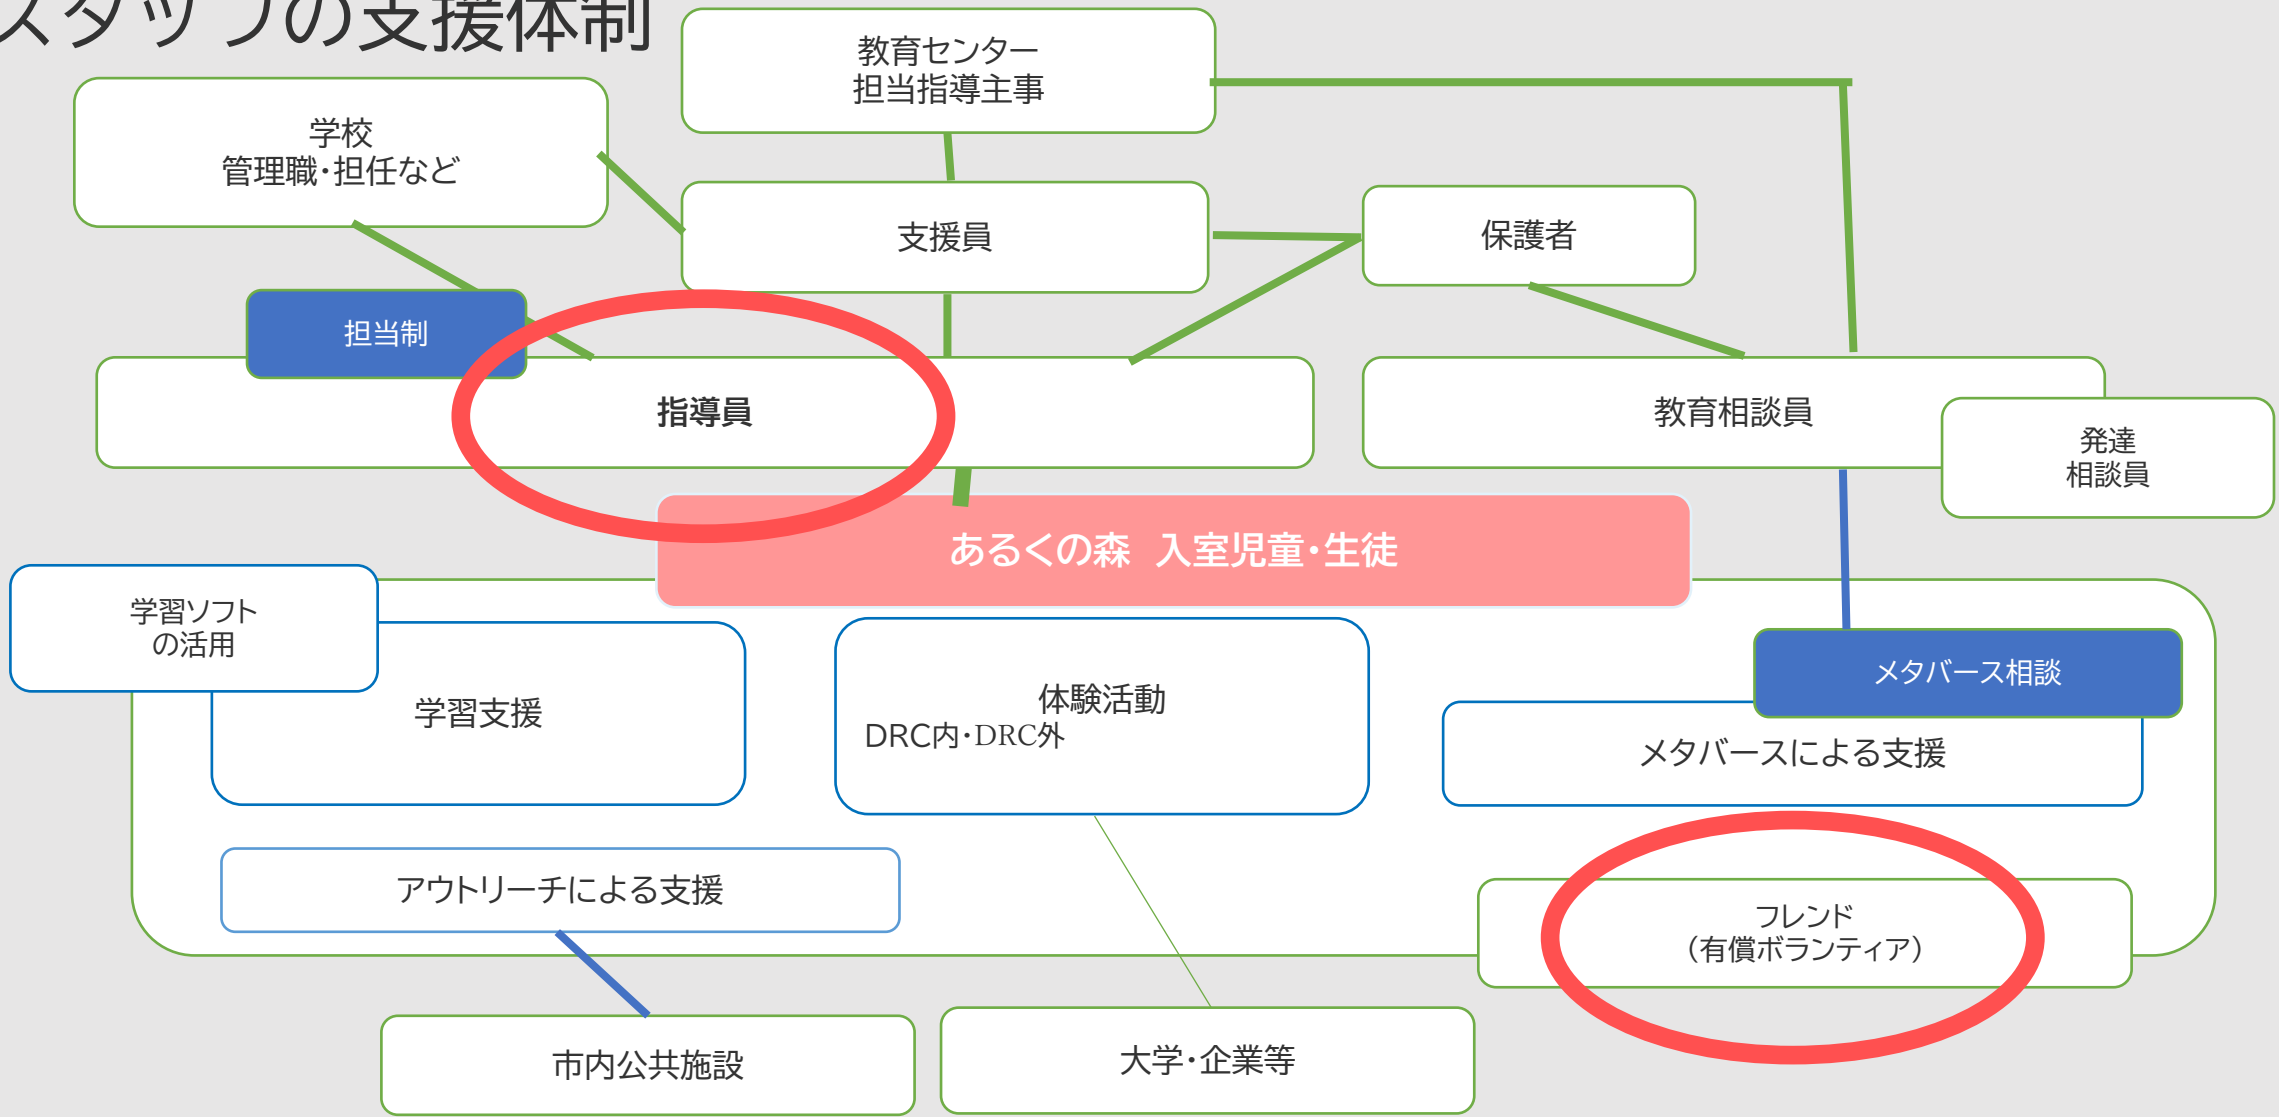 スタッフの支援体制
教育センター
担当指導主事
学校
管理職・担任など
支援員
保護者
担当制
指導員
教育相談員
発達
相談員
あるくの森　入室児童・生徒
学習ソフト
の活用
学習支援
体験活動
DRC内・DRC外
メタバース相談
メタバースによる支援
アウトリーチによる支援
フレンド
（有償ボランティア）
市内公共施設
大学・企業等